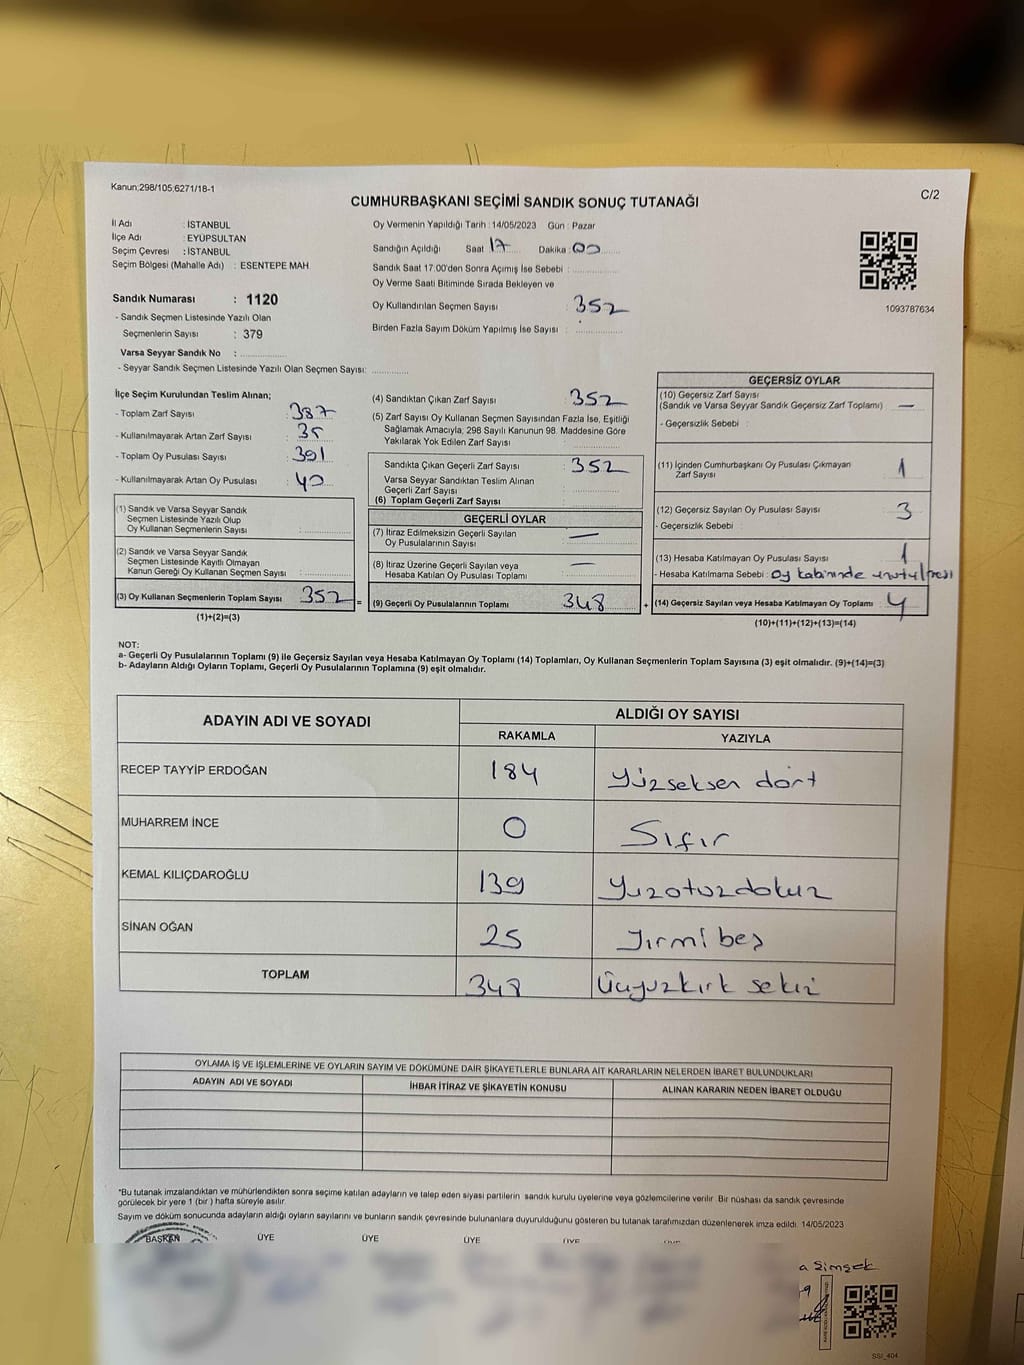 Kanun;298/105;6271/18-1
C/2
CUMHURBAŞKANI SEÇİMİ SANDIK SONUÇ TUTANAĞI
İl Adı : İSTANBUL
İlçe Adı : EYÜPSULTAN
Seçim Çevresi : İSTANBUL
Seçim Bölgesi (Mahalle Adı) : ESENTEPE MAH.
Sandık Numarası : 1120
- Sandık Seçmen Listesinde Yazılı Olan
Seçmenlerin Sayısı : 379
Varsa Seyyar Sandık No :
- Seyyar Sandık Seçmen Listesinde Yazılı Olan Seçmen Sayısı:
Oy Vermenin Yapıldığı Tarih : 14/05/2023 Gün : Pazar
Sandığın Açıldığı Saat 17 Dakika : 00
Sandık Saat 17:00'den Sonra Açımış İse Sebebi :
Oy Verme Saati Bitiminde Sırada Bekleyen ve
Oy Kullandırılan Seçmen Sayısı : 352
Birden Fazla Sayım Döküm Yapılmış İse Sayısı :
1093787634
İlçe Seçim Kurulundan Teslim Alınan;
- Toplam Zarf Sayısı : 387
- Kullanılmayarak Artan Zarf Sayısı : 35
- Toplam Oy Pusulası Sayısı : 391
- Kullanılmayarak Artan Oy Pusulası : 40
(1) Sandık ve Varsa Seyyar Sandık
Seçmen Listesinde Yazılı Olup
Oy Kullanan Seçmenlerin Sayısı :
(2) Sandık ve Varsa Seyyar Sandık
Seçmen Listesinde Kayıtlı Olmayan
Kanun Gereği Oy Kullanan Seçmen Sayısı :
(3) Oy Kullanan Seçmenlerin Toplam Sayısı : 352
(1)+(2)=(3)
(4) Sandıktan Çıkan Zarf Sayısı : 352
(5) Zarf Sayısı Oy Kullanan Seçmen Sayısından Fazla İse, Eşitliği
Sağlamak Amacıyla, 298 Sayılı Kanunun 98. Maddesine Göre
Yakılarak Yok Edilen Zarf Sayısı :
Sandıkta Çıkan Geçerli Zarf Sayısı : 352
Varsa Seyyar Sandıktan Teslim Alınan
Geçerli Zarf Sayısı :
(6) Toplam Geçerli Zarf Sayısı
GEÇERLİ OYLAR
(7) İtiraz Edilmeksizin Geçerli Sayılan
Oy Pusulalarının Sayısı : —
(8) İtiraz Üzerine Geçerli Sayılan veya
Hesaba Katılan Oy Pusulası Toplamı : —
= (9) Geçerli Oy Pusulalarının Toplamı : 348
GEÇERSİZ OYLAR
(10) Geçersiz Zarf Sayısı
(Sandık ve Varsa Seyyar Sandık Geçersiz Zarf Toplamı) : —
- Geçersizlik Sebebi :
(11) İçinden Cumhurbaşkanı Oy Pusulası Çıkmayan
Zarf Sayısı : 1
(12) Geçersiz Sayılan Oy Pusulası Sayısı : 3
- Geçersizlik Sebebi :
(13) Hesaba Katılmayan Oy Pusulası Sayısı : 1
- Hesaba Katılmama Sebebi : oy kabininde unutulması
+ (14) Geçersiz Sayılan veya Hesaba Katılmayan Oy Toplamı : 4
(10)+(11)+(12)+(13)=(14)
NOT:
a- Geçerli Oy Pusulalarının Toplamı (9) ile Geçersiz Sayılan veya Hesaba Katılmayan Oy Toplamı (14) Toplamları, Oy Kullanan Seçmenlerin Toplam Sayısına (3) eşit olmalıdır. (9)+(14)=(3)
b- Adayların Aldığı Oyların Toplamı, Geçerli Oy Pusulalarının Toplamına (9) eşit olmalıdır.
ADAYIN ADI VE SOYADI
ALDIĞI OY SAYISI
RAKAMLA YAZIYLA
RECEP TAYYİP ERDOĞAN 184 Yüzseksen dört
MUHARREM İNCE 0 Sıfır
KEMAL KILIÇDAROĞLU 139 Yuzotuzdokuz
SİNAN OĞAN 25 Yirmi beş
TOPLAM 348 Üçyuzkırk sekiz
OYLAMA İŞ VE İŞLEMLERİNE VE OYLARIN SAYIM VE DÖKÜMÜNE DAİR ŞİKAYETLERLE BUNLARA AİT KARARLARIN NELERDEN İBARET BULUNDUKLARI
ADAYIN ADI VE SOYADI İHBAR İTİRAZ VE ŞİKAYETİN KONUSU ALINAN KARARIN NEDEN İBARET OLDUĞU
*Bu tutanak imzalandıktan ve mühürlendikten sonra seçime katılan adayların ve talep eden siyasi partilerin sandık kurulu üyelerine veya gözlemcilerine verilir. Bir nüshası da sandık çevresinde
görülecek bir yere 1 (bir ) hafta süreyle asılır.
Sayım ve döküm sonucunda adayların aldığı oyların sayılarını ve bunların sandık çevresinde bulunanlara duyurulduğunu gösteren bu tutanak tarafımızdan düzenlenerek imza edildi. 14/05/2023
BAŞKAN ÜYE ÜYE ÜYE ÜYE
a Şimşek
SSI_404